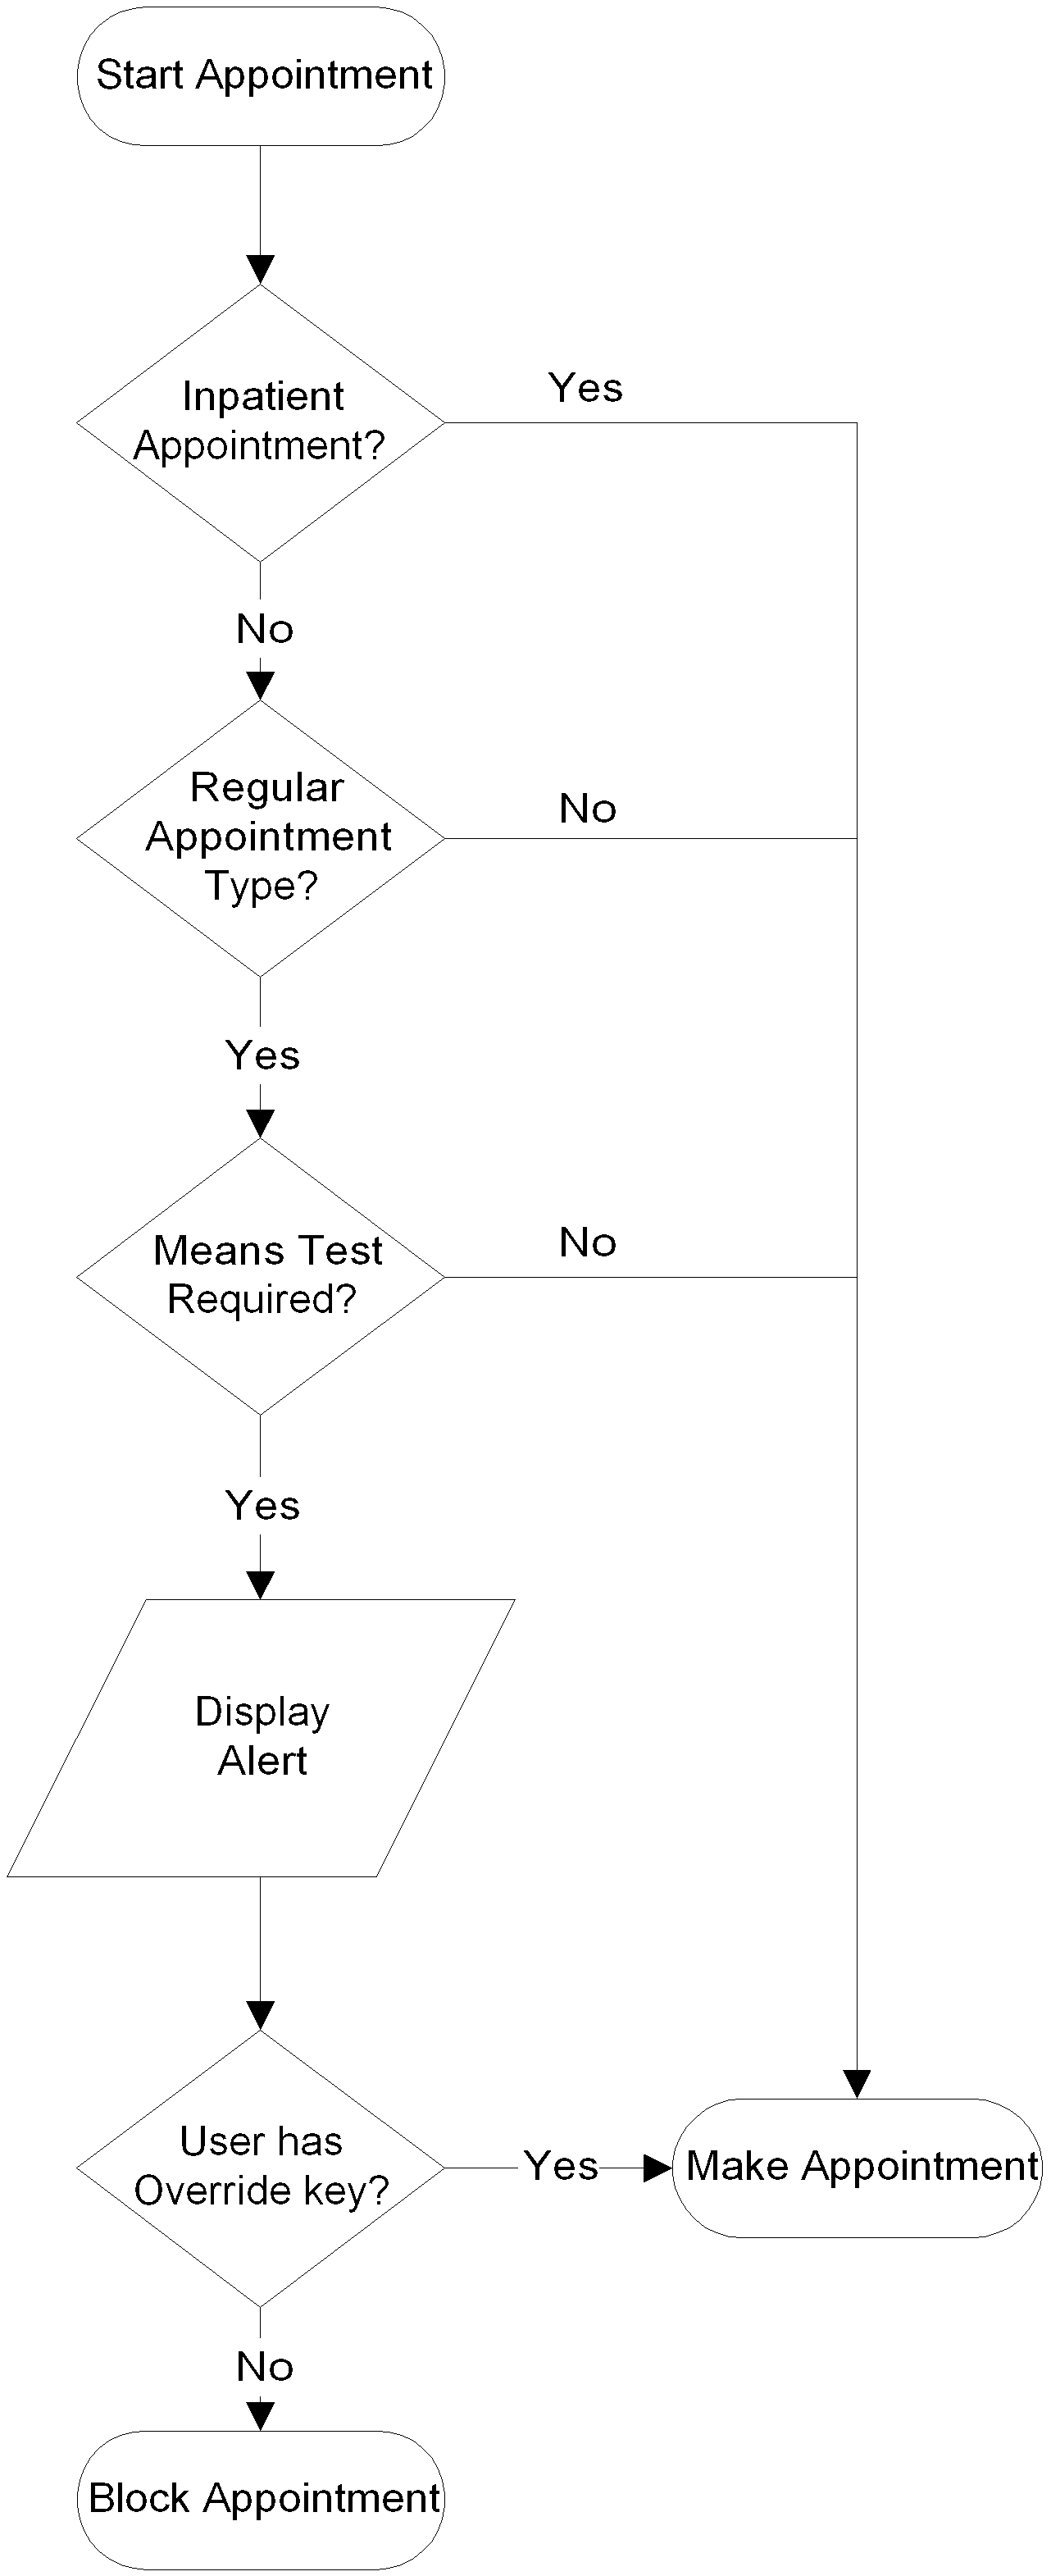 Start Appointment
Inpatient
Appointment?
Yes
No
Regular
Appointment
Type?
No
Yes
Means Test
Required?
No
Yes
Display
Alert
User has
Override key?
Yes
Make Appointment
No
Block Appointment